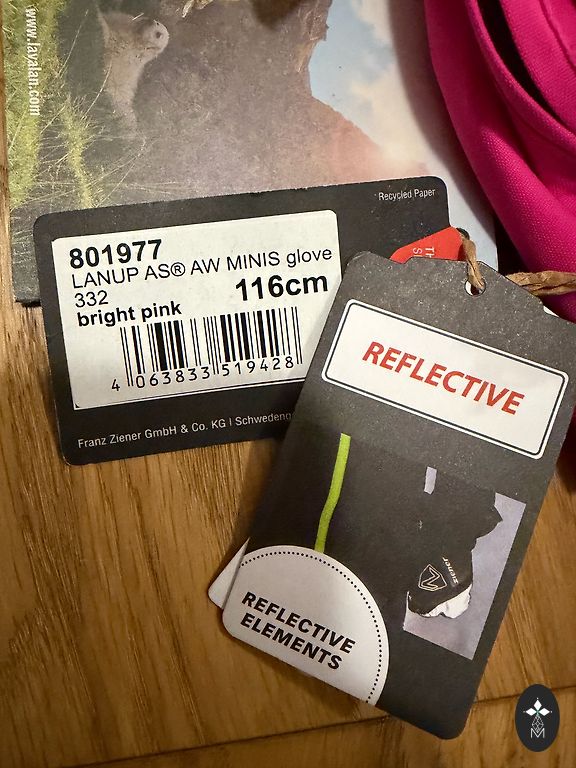 www.lavalan.com
Recycled Paper
801977
LANUP AS® AW MINIS glove
332
116cm
bright pink
4 063833 519428
Franz Ziener GmbH & Co. KG |
REFLECTIVE
ziener
REFLECTIVE
ELEMENTS
M